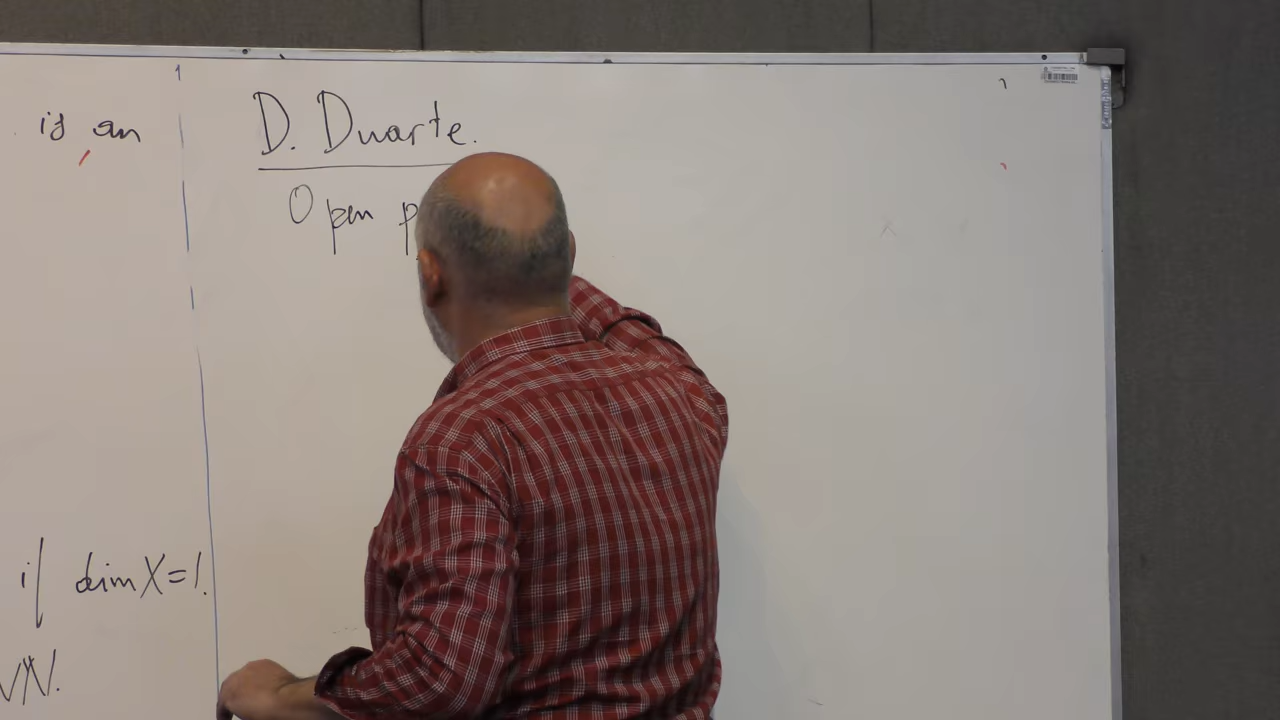 is an
if dim X=1.
D. Duarte.
Open